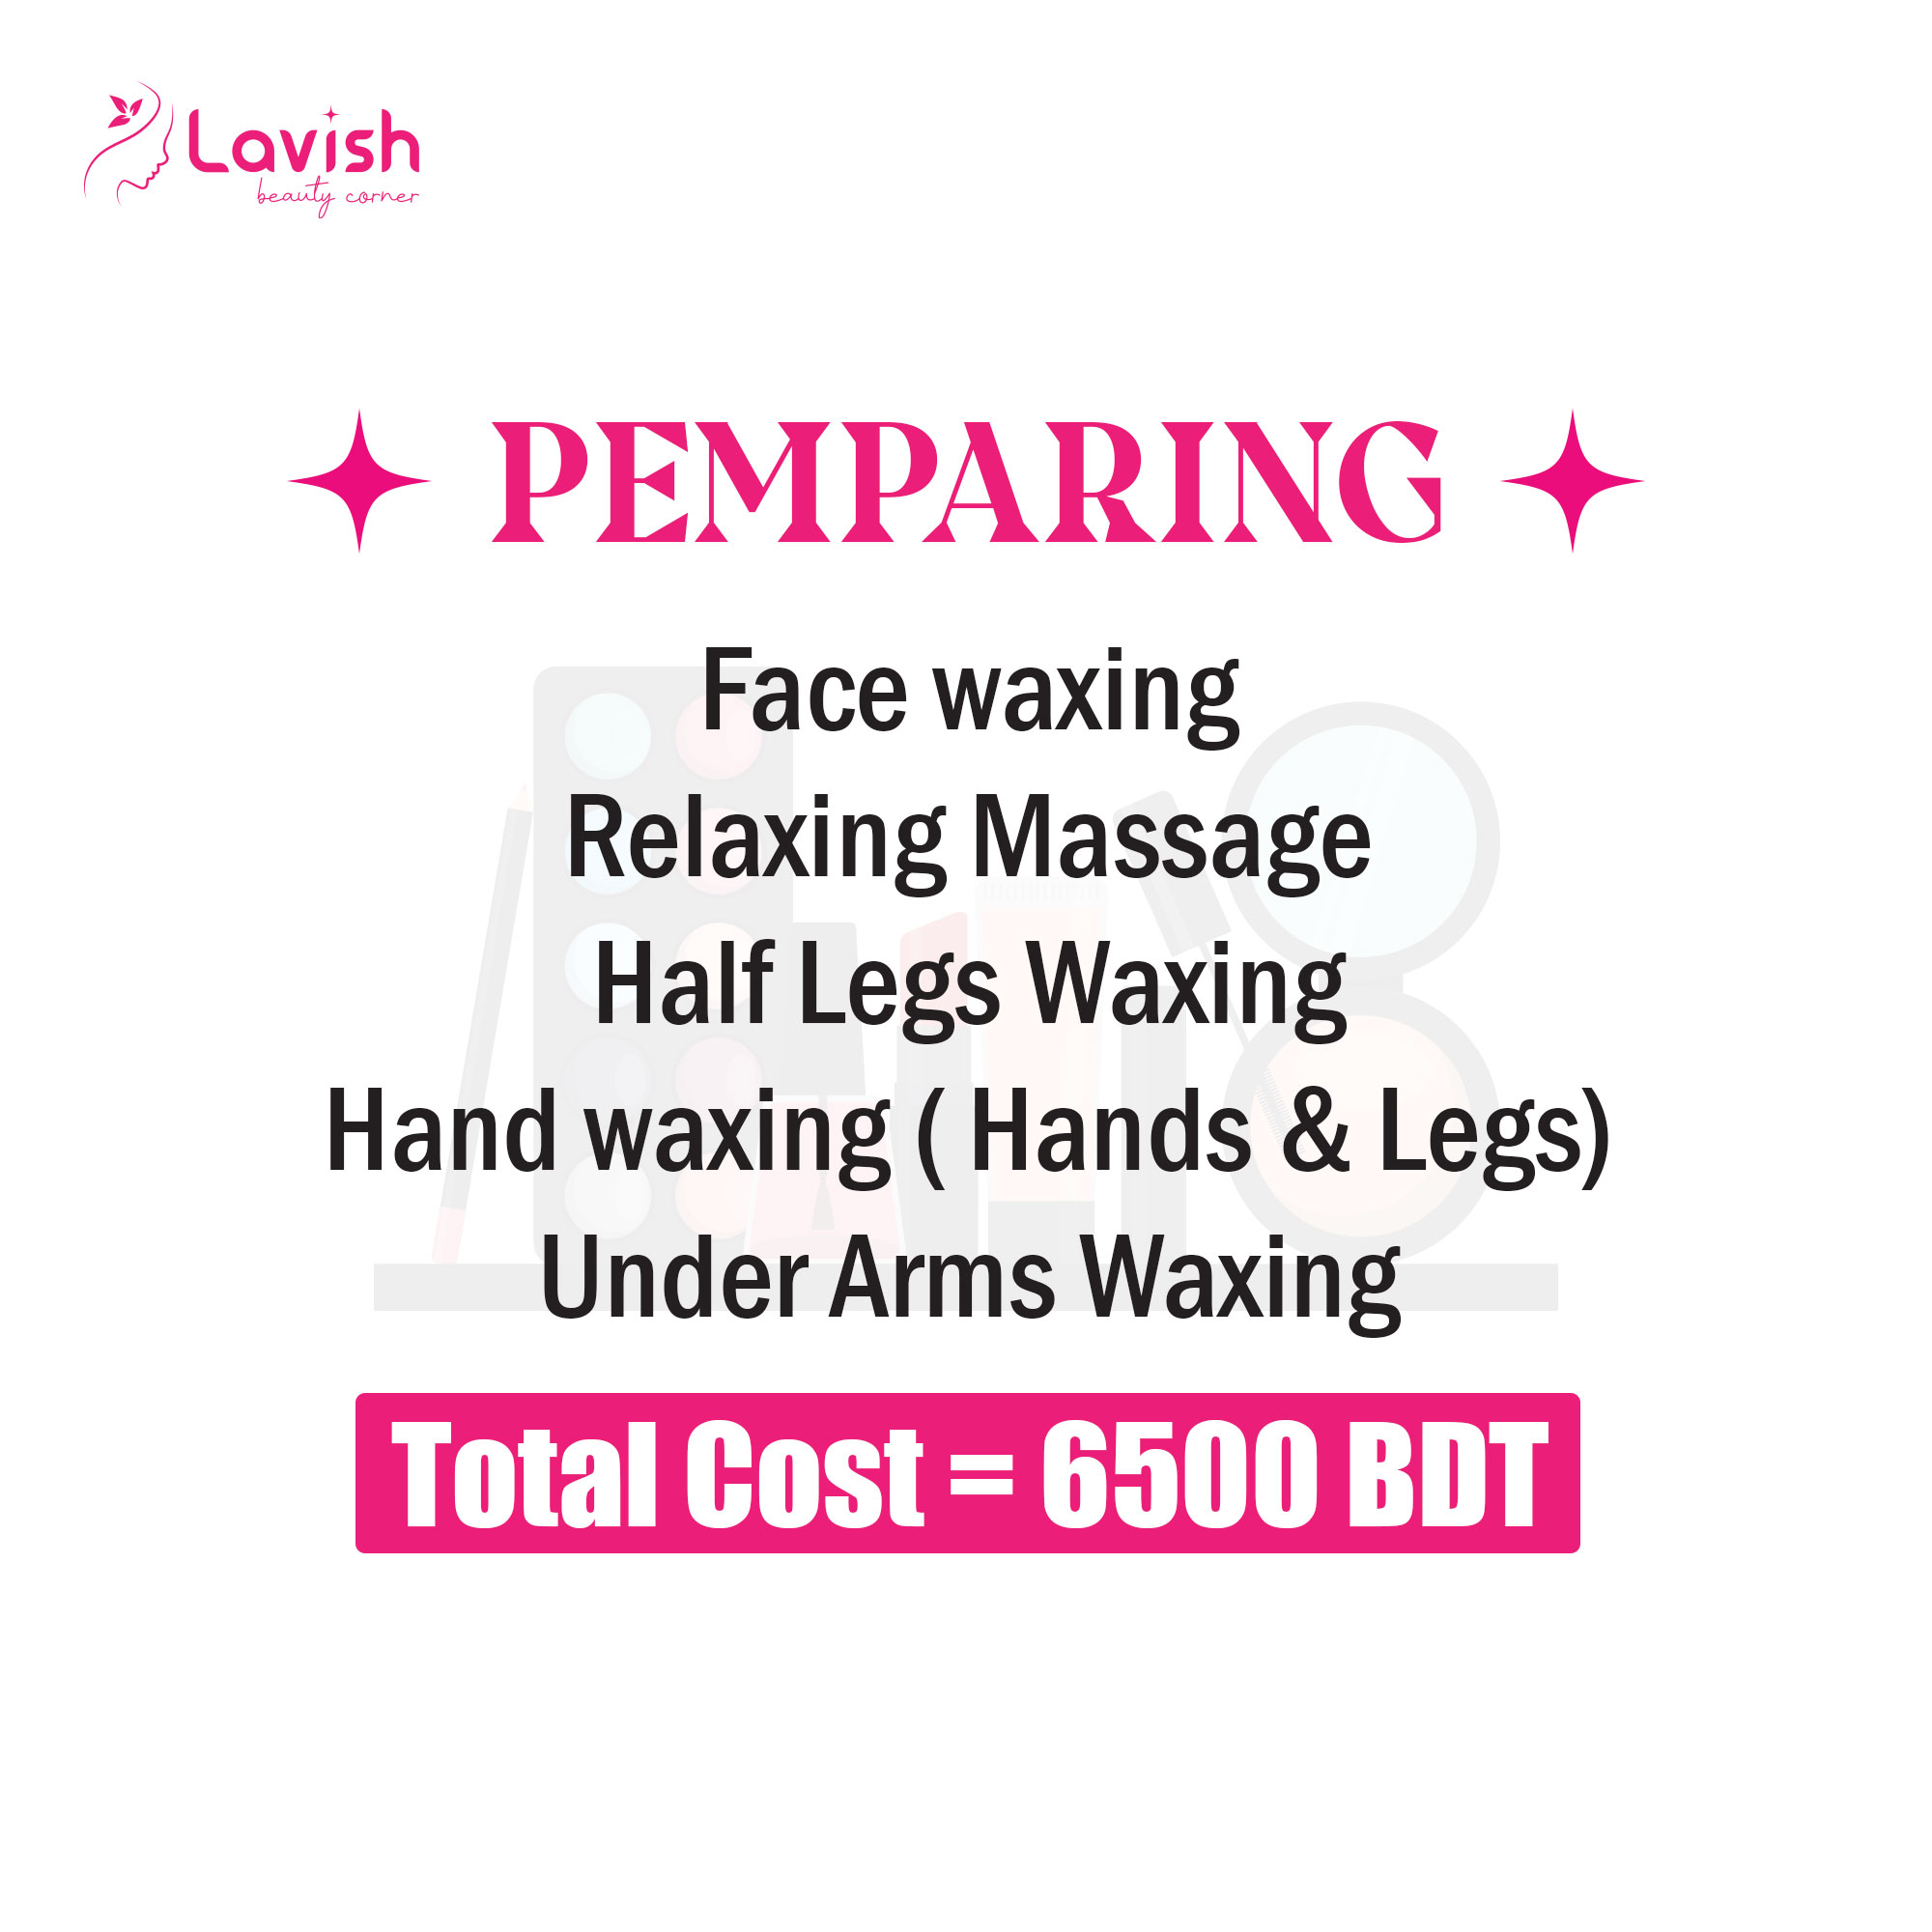 Lavish
beauty corner
PEMPARING
Face waxing
Relaxing Massage
Half Legs Waxing
Hand waxing ( Hands & Legs)
Under Arms Waxing
Total Cost = 6500 BDT